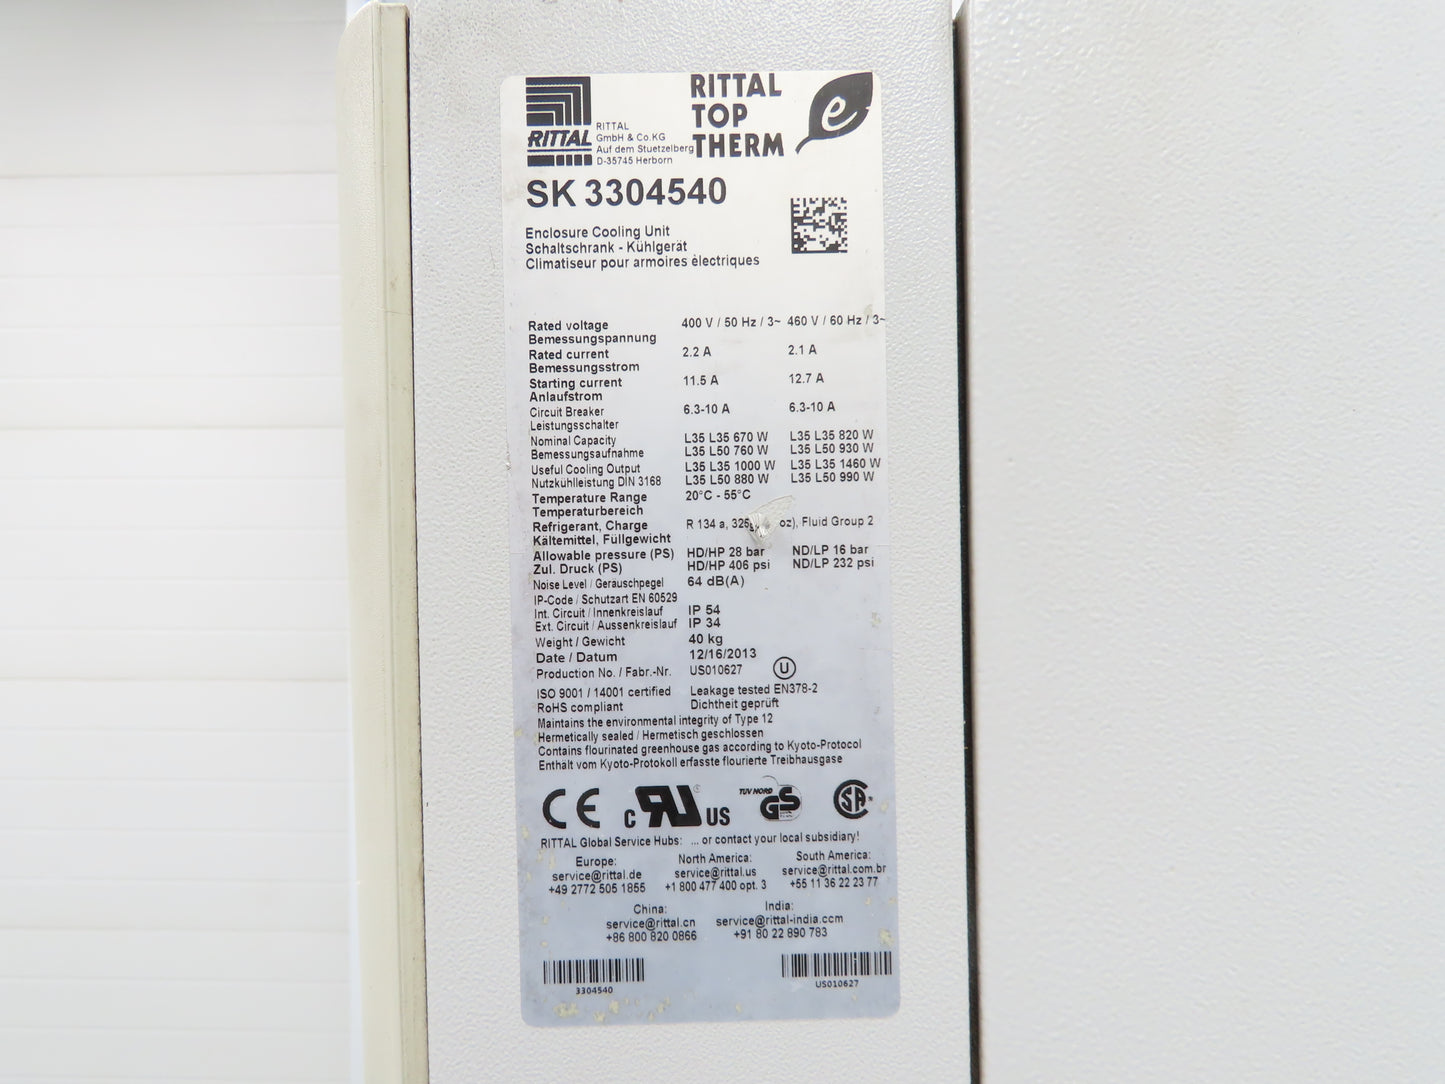 RITTAL
RITTAL
GmbH & Co.KG
Auf dem Stuetzelberg
D-35745 Herborn
RITTAL
TOP
THERM
e
SK 3304540
Enclosure Cooling Unit
Schaltschrank - Kühlgerät
Climatiseur pour armoires èlectriques
Rated voltage 400 V / 50 Hz / 3~ 460 V / 60 Hz / 3~
Bemessungspannung
Rated current 2.2 A 2.1 A
Bemessungsstrom
Starting current 11.5 A 12.7 A
Anlaufstrom
Circuit Breaker 6.3-10 A 6.3-10 A
Leistungsschalter
Nominal Capacity L35 L35 670 W L35 L35 820 W
Bemessungsaufnahme L35 L50 760 W L35 L50 930 W
Useful Cooling Output L35 L35 1000 W L35 L35 1460 W
Nutzkühlleistung DIN 3168 L35 L50 880 W L35 L50 990 W
Temperature Range 20°C - 55°C
Temperaturbereich
Refrigerant, Charge R 134 a, 325g oz), Fluid Group 2
Kältemittel, Füllgewicht
Allowable pressure (PS) HD/HP 28 bar ND/LP 16 bar
Zul. Druck (PS) HD/HP 406 psi ND/LP 232 psi
Noise Level / Geräuschpegel 64 dB(A)
IP-Code / Schutzart EN 60529
Int. Circuit / Innenkreislauf IP 54
Ext. Circuit / Aussenkreislauf IP 34
Weight / Gewicht 40 kg
Date / Datum 12/16/2013
Production No. / Fabr.-Nr. US010627 U
ISO 9001 / 14001 certified Leakage tested EN378-2
RoHS compliant Dichtheit geprüft
Maintains the environmental integrity of Type 12
Hermetically sealed / Hermetisch geschlossen
Contains flourinated greenhouse gas according to Kyoto-Protocol
Enthält vom Kyoto-Protokoll erfasste flourierte Treibhausgase
CE c RU US TUV NORD GS SA
RITTAL Global Service Hubs: ... or contact your local subsidiary!
Europe: North America: South America:
service@rittal.de service@rittal.us service@rittal.com.br
+49 2772 505 1855 +1 800 477 400 opt. 3 +55 11 36 22 23 77
China: India:
service@rittal.cn service@rittal-india.com
+86 800 820 0866 +91 80 22 890 783
3304540 US010627